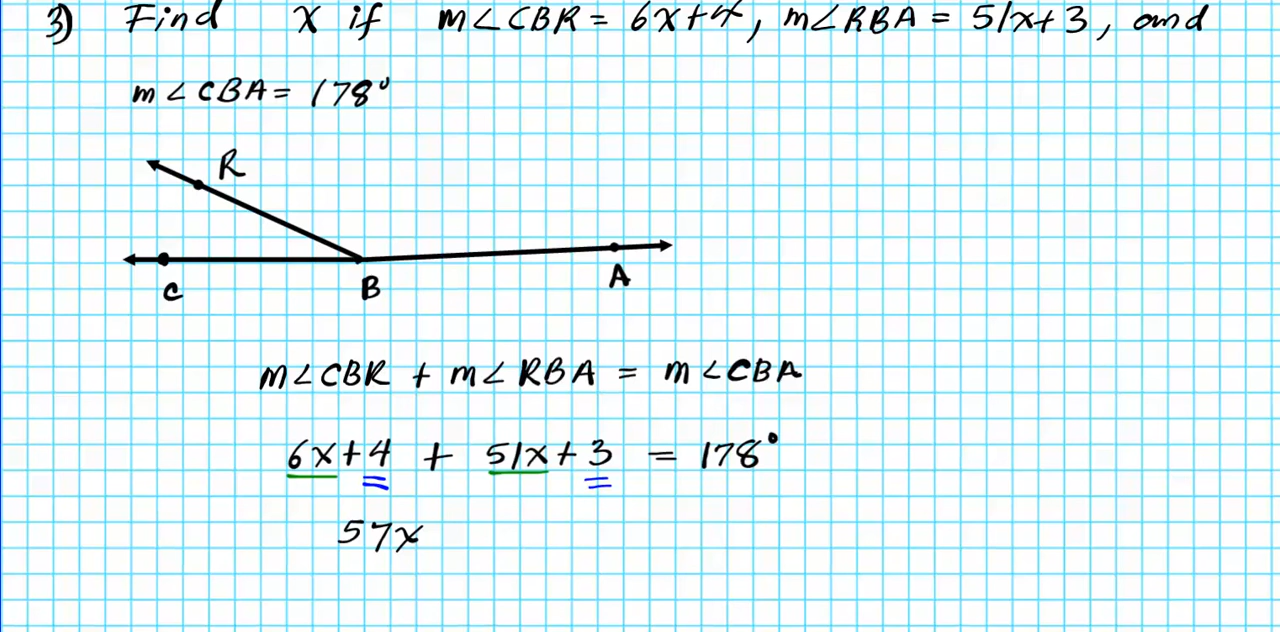 3) Find x if m∠CBR = 6x+4, m∠RBA = 51x+3, and
m∠CBA = 178°
R
C
B
A
m∠CBR + m∠RBA = m∠CBA
6x+4 + 51x+3 = 178°
57x